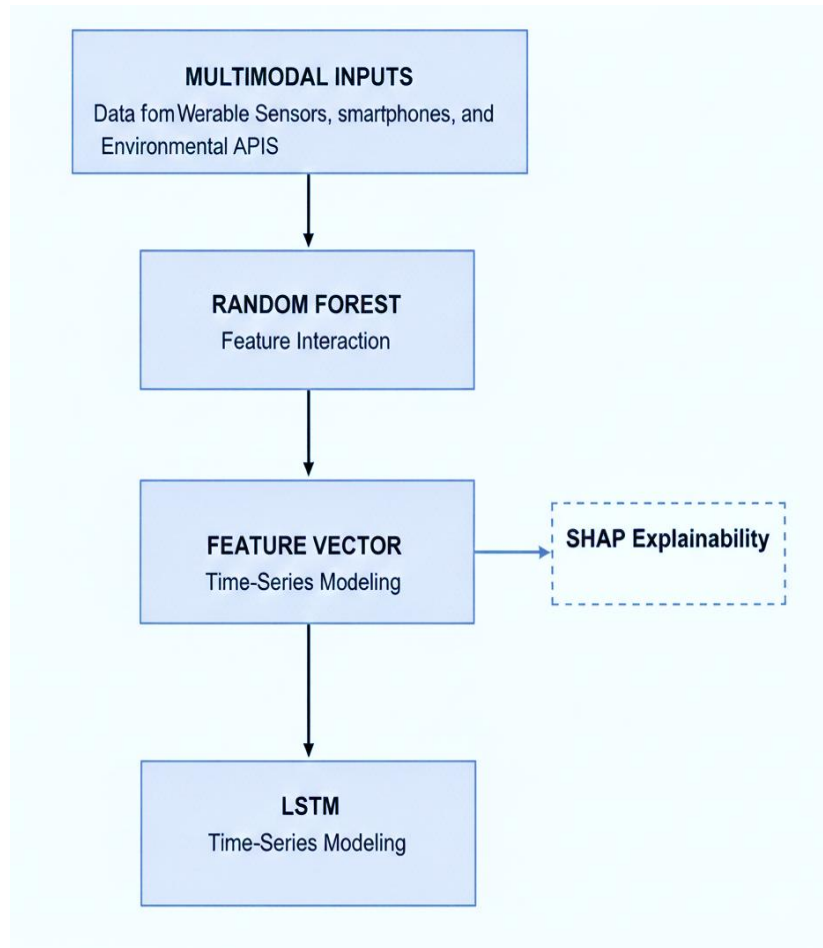 MULTIMODAL INPUTS
Data fom Werable Sensors, smartphones, and
Environmental APIS
RANDOM FOREST
Feature Interaction
FEATURE VECTOR
Time-Series Modeling
SHAP Explainability
LSTM
Time-Series Modeling